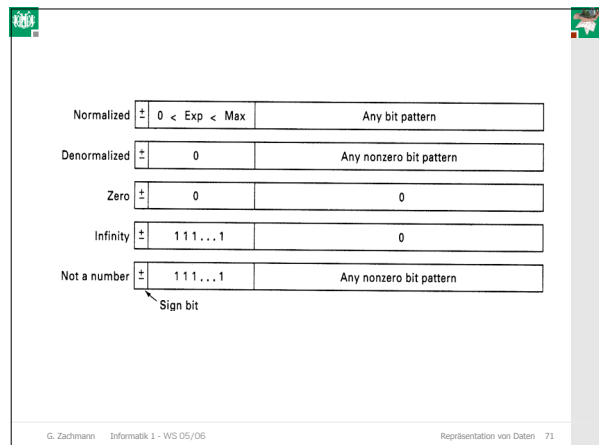 Normalized ± 0 < Exp < Max Any bit pattern
Denormalized ± 0 Any nonzero bit pattern
Zero ± 0 0
Infinity ± 111...1 0
Not a number ± 111...1 Any nonzero bit pattern
Sign bit
G. Zachmann Informatik 1 - WS 05/06 Repräsentation von Daten 71